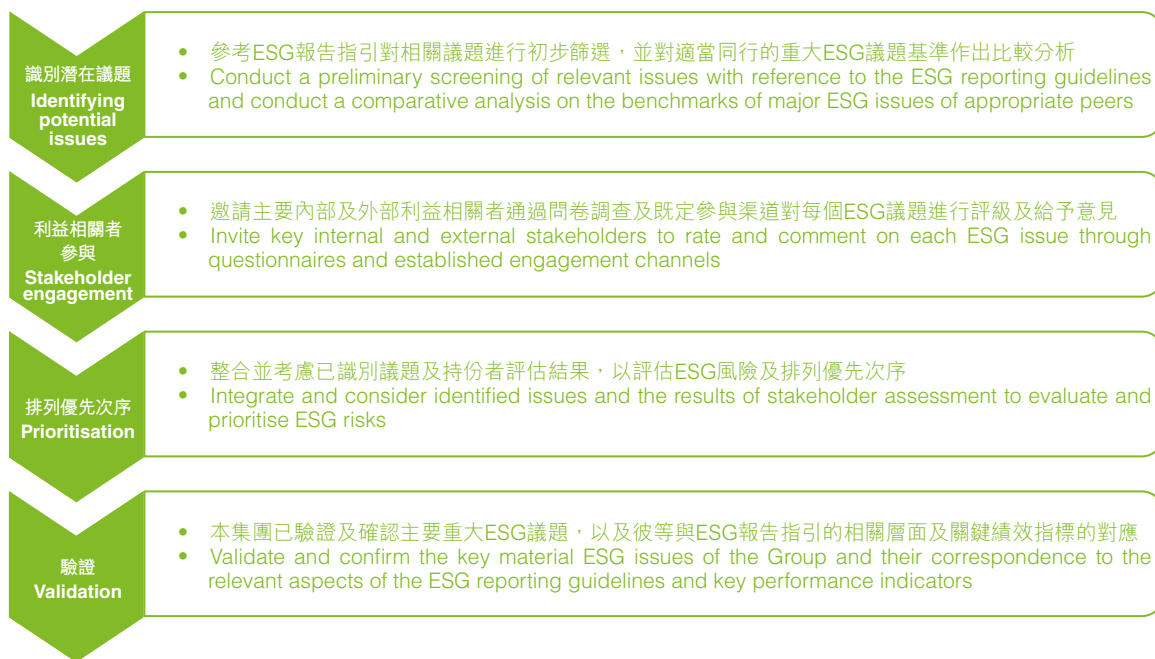 識別潛在議題
Identifying
potential
issues
• 參考ESG報告指引對相關議題進行初步篩選，並對適當同行的重大ESG議題基準作出比較分析
• Conduct a preliminary screening of relevant issues with reference to the ESG reporting guidelines
and conduct a comparative analysis on the benchmarks of major ESG issues of appropriate peers
利益相關者
參與
Stakeholder
engagement
• 邀請主要內部及外部利益相關者通過問卷調查及既定參與渠道對每個ESG議題進行評級及給予意見
• Invite key internal and external stakeholders to rate and comment on each ESG issue through
questionnaires and established engagement channels
排列優先次序
Prioritisation
• 整合並考慮已識別議題及持份者評估結果，以評估ESG風險及排列優先次序
• Integrate and consider identified issues and the results of stakeholder assessment to evaluate and
prioritise ESG risks
驗證
Validation
• 本集團已驗證及確認主要重大ESG議題，以及彼等與ESG報告指引的相關層面及關鍵績效指標的對應
• Validate and confirm the key material ESG issues of the Group and their correspondence to the
relevant aspects of the ESG reporting guidelines and key performance indicators